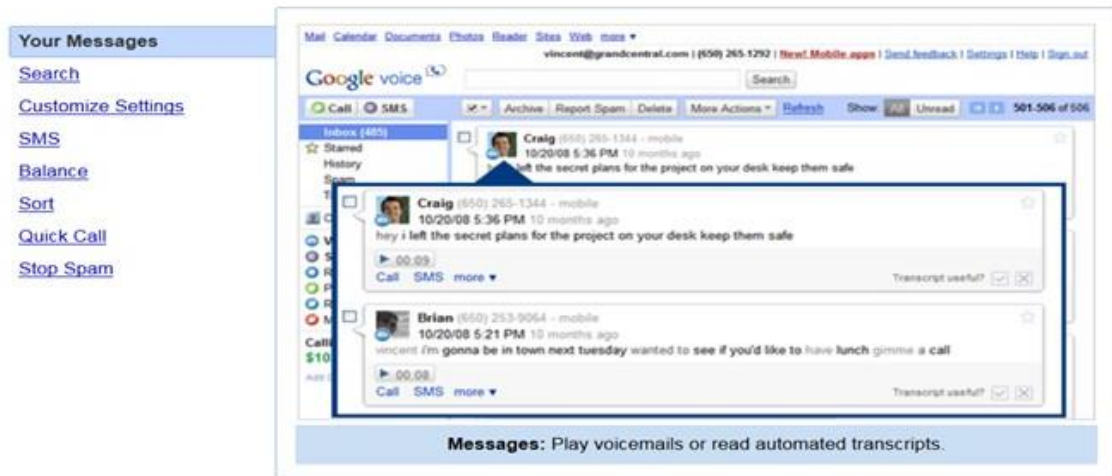 Your Messages
Search
Customize Settings
SMS
Balance
Sort
Quick Call
Stop Spam
Mail Calendar Documents Photos Reader Sites Web more ▼
vincent@grandcentral.com | (650) 265-1292 | New! Mobile apps | Send feedback | Settings | Help | Sign out
Google voice
Search
Call SMS
Archive Report Spam Delete More Actions Refresh Show: All Unread 501-506 of 506
Inbox (485)
Starred
History
Spam
Craig (650) 265-1344 - mobile
10/20/08 5:36 PM 10 months ago
left the secret plans for the project on your desk keep them safe
Craig (650) 265-1344 - mobile
10/20/08 5:36 PM 10 months ago
hey i left the secret plans for the project on your desk keep them safe
00:09
Call SMS more ▼
Transcript useful?
Brian (650) 253-9064 - mobile
10/20/08 5:21 PM 10 months ago
vincent i'm gonna be in town next tuesday wanted to see if you'd like to have lunch gimme a call
00:08
Call SMS more ▼
Transcript useful?
Calli
$10
Messages: Play voicemails or read automated transcripts.